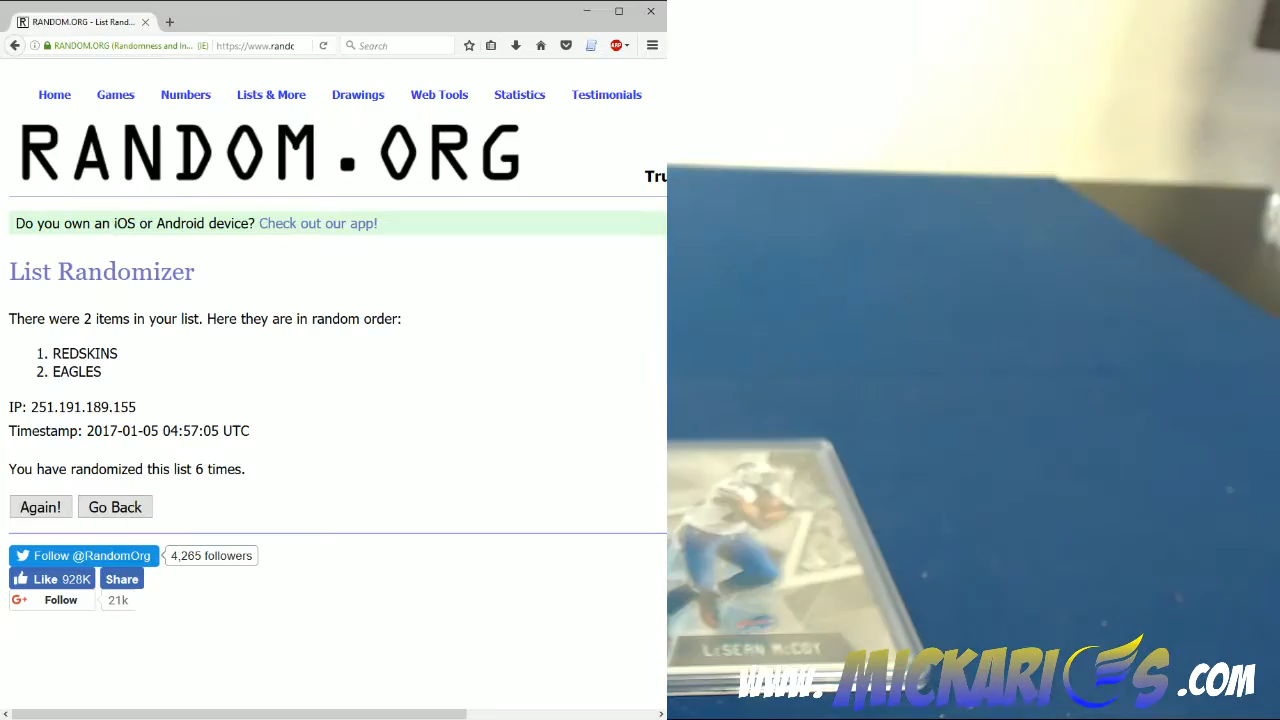 RANDOM.ORG - List Rand...
RANDOM.ORG (Randomness and In... (IE)
https://www.rando
Search
ABP
Home
Games
Numbers
Lists & More
Drawings
Web Tools
Statistics
Testimonials
RANDOM.ORG
Tru
Do you own an iOS or Android device? Check out our app!
List Randomizer
There were 2 items in your list. Here they are in random order:
1. REDSKINS
2. EAGLES
IP: 251.191.189.155
Timestamp: 2017-01-05 04:57:05 UTC
You have randomized this list 6 times.
Again!
Go Back
Follow @RandomOrg
4,265 followers
Like 928K
Share
G+ Follow
21k
LeSEAN McCOY
www.MICKARICS.COM